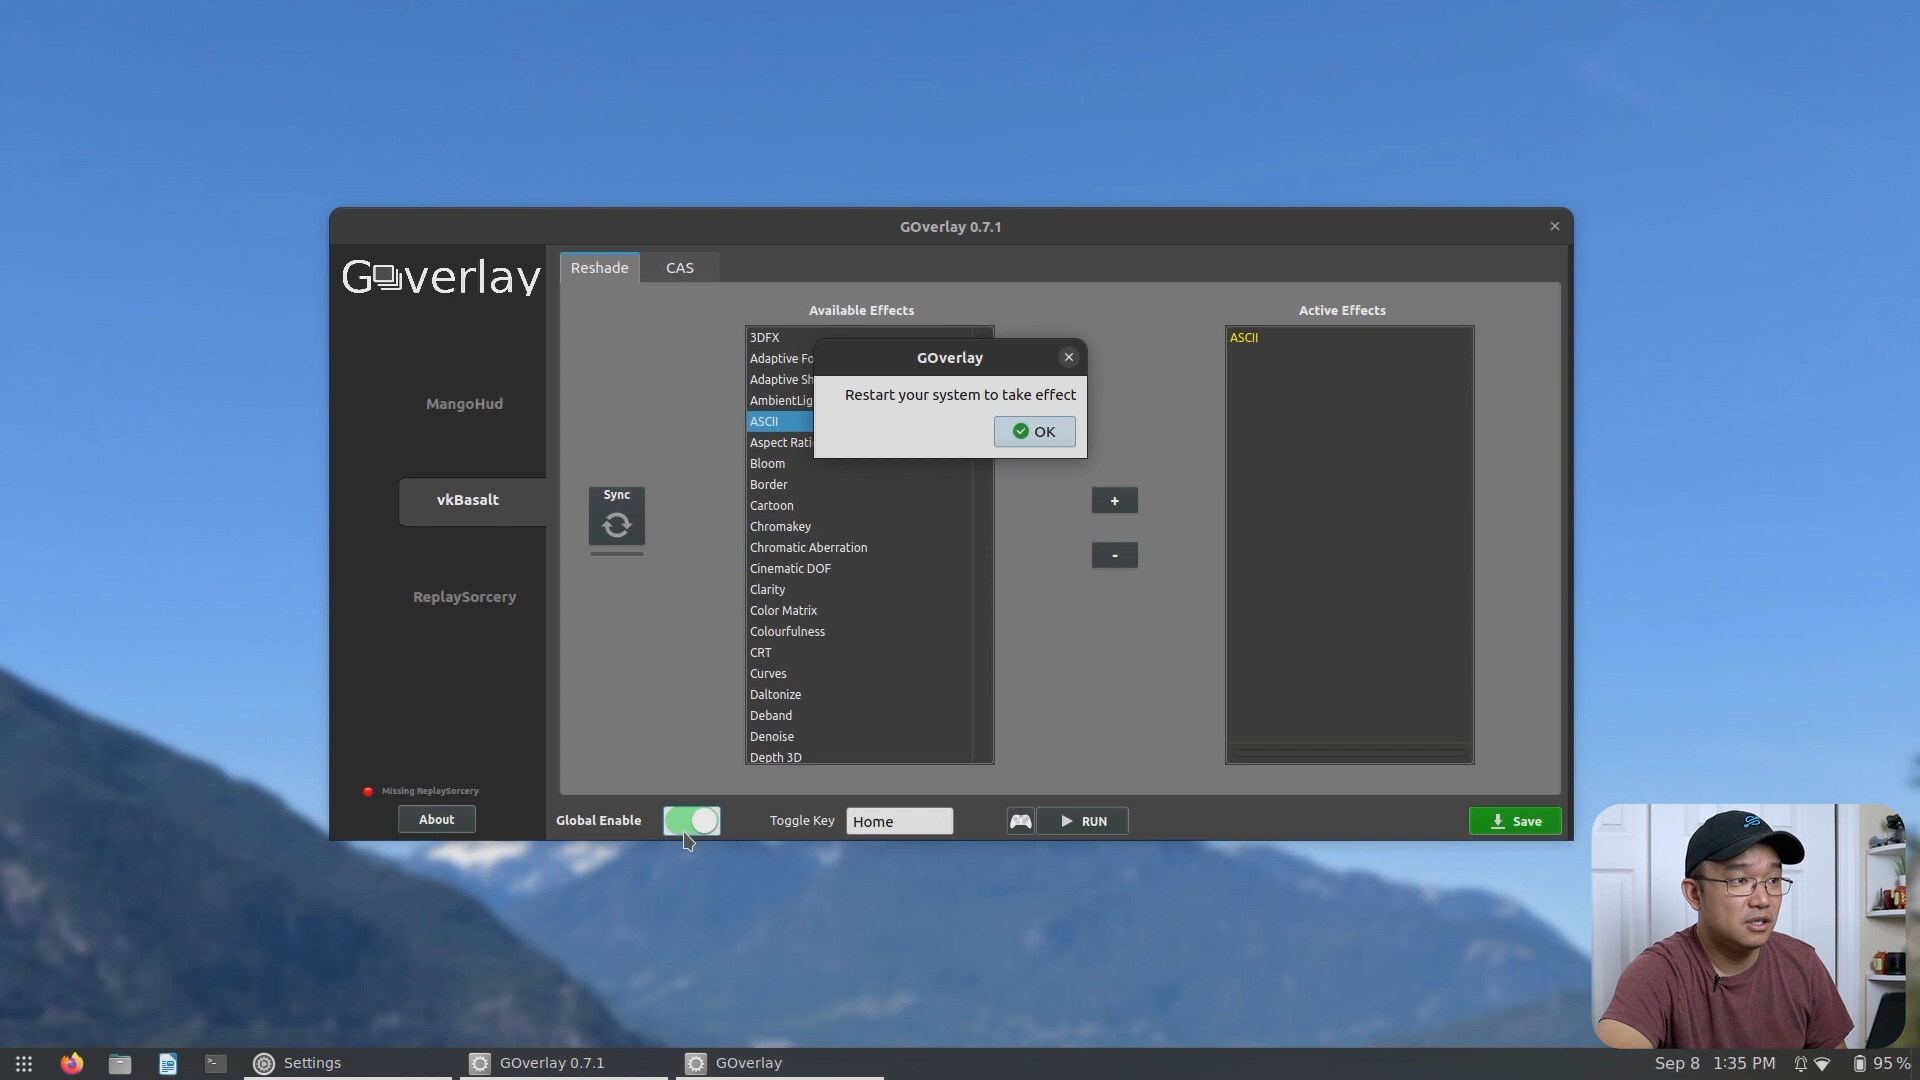 GOverlay 0.7.1
Goverlay
Reshade
CAS
MangoHud
vkBasalt
ReplaySorcery
Missing ReplaySorcery
About
Sync
Available Effects
3DFX
Adaptive Fo
Adaptive Sh
AmbientLig
ASCII
Aspect Rati
Bloom
Border
Cartoon
Chromakey
Chromatic Aberration
Cinematic DOF
Clarity
Color Matrix
Colourfulness
CRT
Curves
Daltonize
Deband
Denoise
Depth 3D
GOverlay
Restart your system to take effect
OK
+
-
Active Effects
ASCII
Global Enable
Toggle Key
Home
RUN
Save
Settings
GOverlay 0.7.1
GOverlay
Sep 8 1:35 PM
95 %